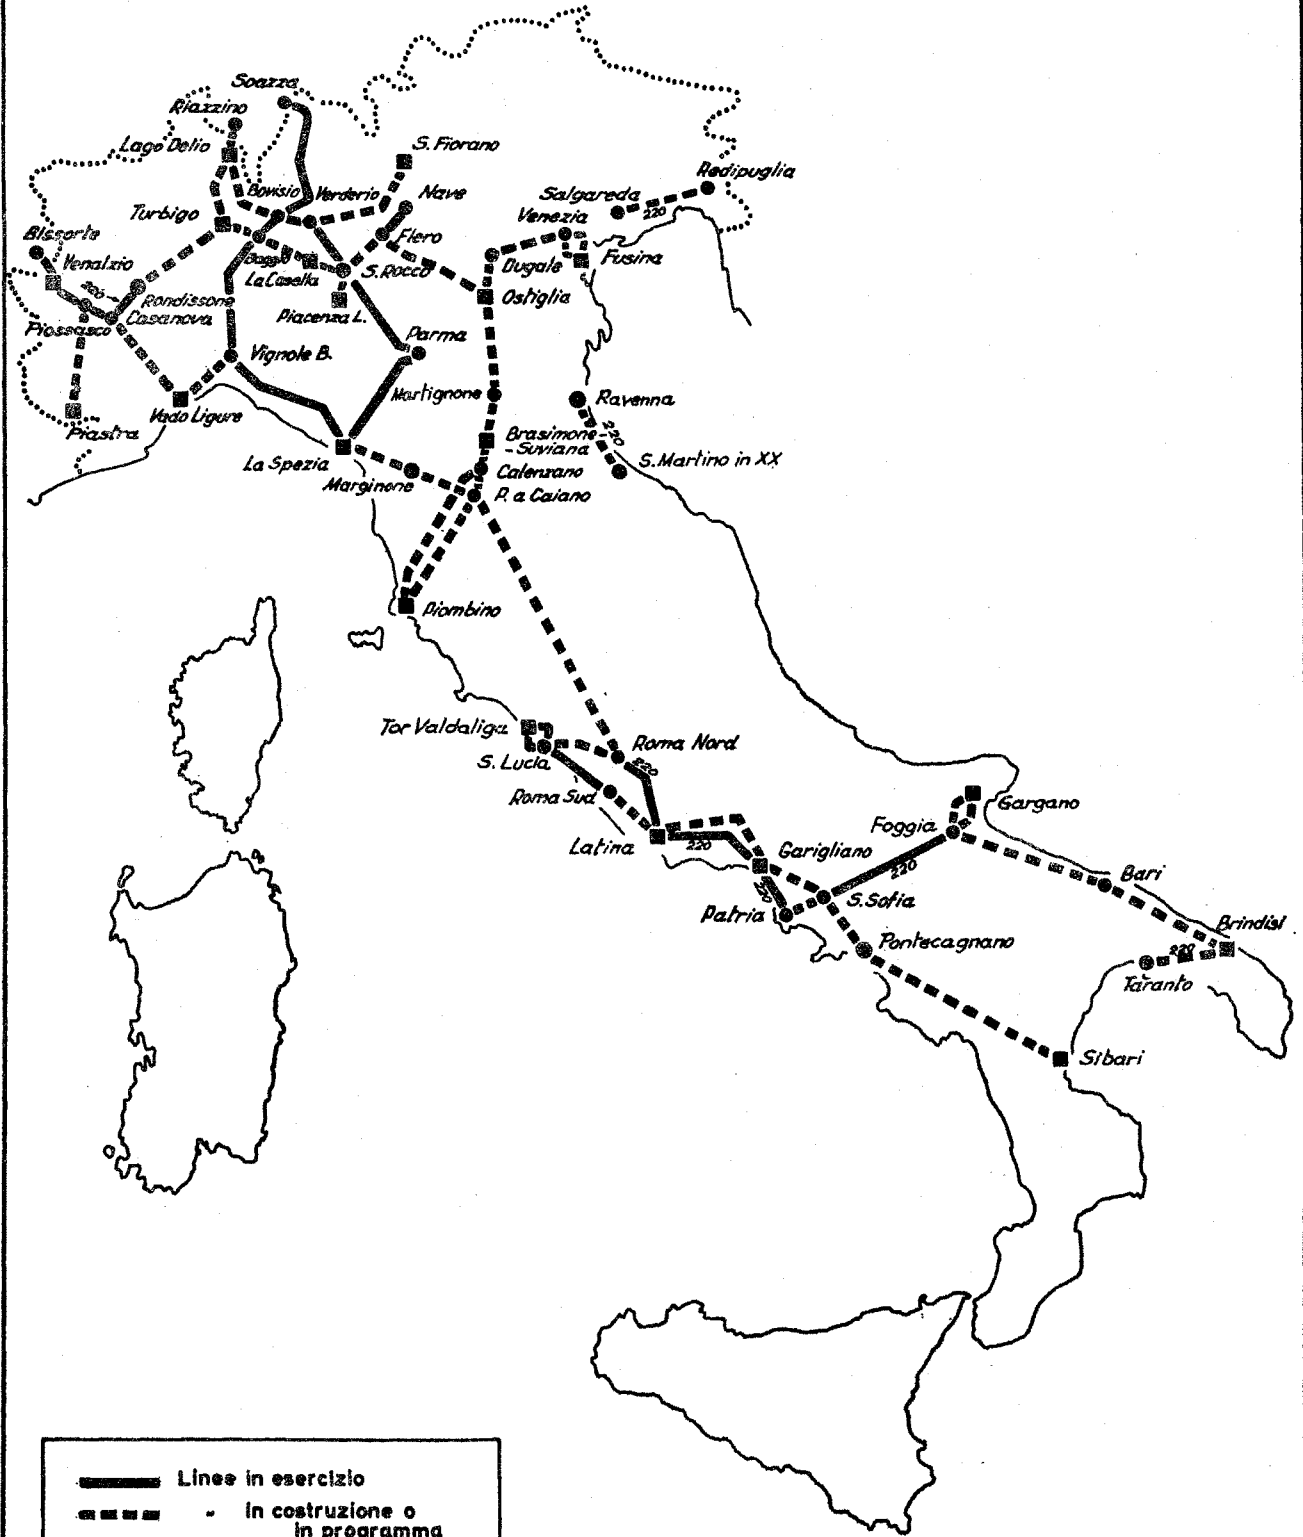 Soazza
Riazzino
Lago Delio
S. Fiorano
Bovisio
Verderio
Nave
Redipuglia
Salgareda
220
Turbigo
Venezia
Bissorte
Fiero
Venalzio
Baggio
S. Rocco
Dugale
Fusina
La Casella
220
Rondissone
Ostiglia
Casanova
Piossasco
Piacenza L.
Parma
Vignole B.
Martignone
Ravenna
Vado Ligure
220
Piastra
Brasimone-
-Suviana
La Spezia
Calenzano
S. Martino in XX
Marginone
P. a Caiano
Piombino
Tor Valdaliga
Roma Nord
S. Lucia
220
Roma Sud
Gargano
Foggia
Latina
220
Garigliano
220
Bari
220
Patria
S. Sofia
Brindisi
Pontecagnano
220
Taranto
Sibari
Linee in esercizio
" in costruzione o
in programma